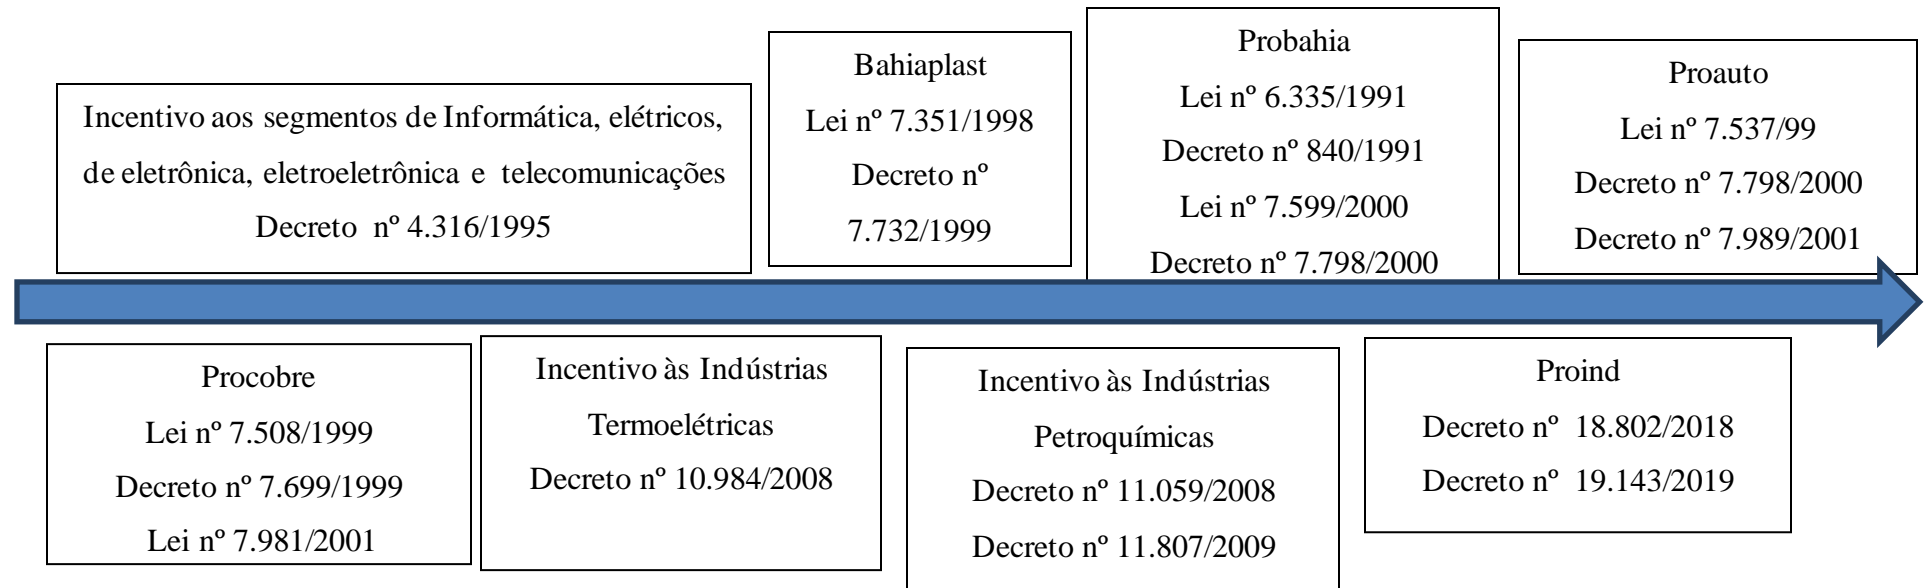 Incentivo aos segmentos de Informática, elétricos,
de eletrônica, eletroeletrônica e telecomunicações
Decreto nº 4.316/1995
Bahiaplast
Lei nº 7.351/1998
Decreto nº
7.732/1999
Probahia
Lei nº 6.335/1991
Decreto nº 840/1991
Lei nº 7.599/2000
Decreto nº 7.798/2000
Proauto
Lei nº 7.537/99
Decreto nº 7.798/2000
Decreto nº 7.989/2001
Procobre
Lei nº 7.508/1999
Decreto nº 7.699/1999
Lei nº 7.981/2001
Incentivo às Indústrias
Termoelétricas
Decreto nº 10.984/2008
Incentivo às Indústrias
Petroquímicas
Decreto nº 11.059/2008
Decreto nº 11.807/2009
Proind
Decreto nº 18.802/2018
Decreto nº 19.143/2019